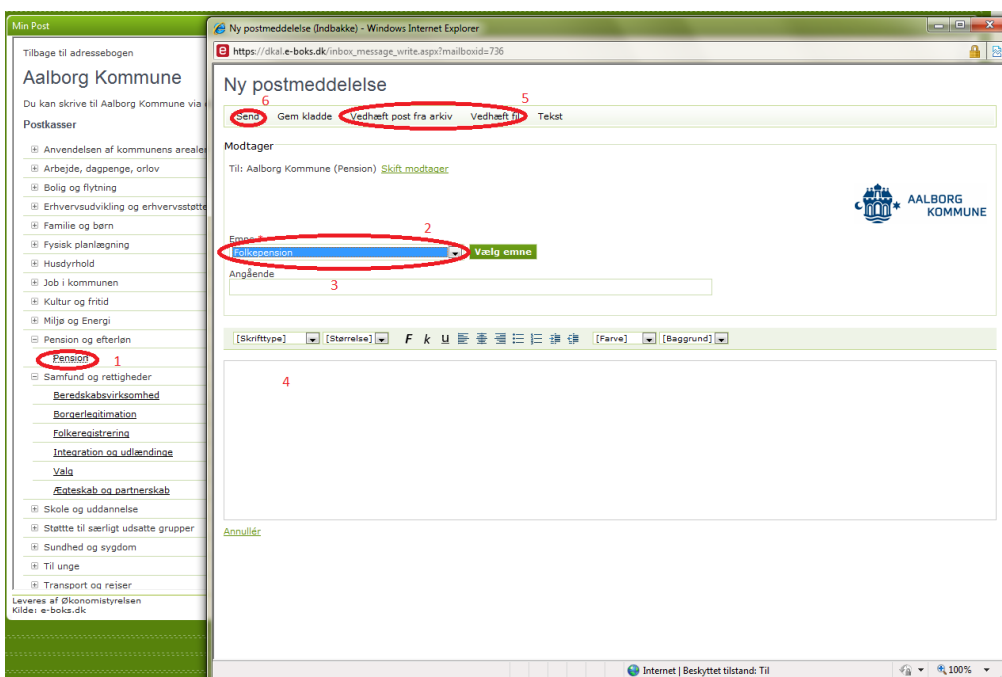 Min Post
Tilbage til adressebogen
Aalborg Kommune
Du kan skrive til Aalborg Kommune via
Postkasser
Anvendelsen af kommunens arealer
Arbejde, dagpenge, orlov
Bolig og flytning
Erhvervsudvikling og erhvervsstøtte
Familie og børn
Fysisk planlægning
Husdyrhold
Job i kommunen
Kultur og fritid
Miljø og Energi
Pension og efterløn
Pension 1
Samfund og rettigheder
Beredskabsvirksomhed
Borgerlegitimation
Folkeregistrering
Integration og udlændinge
Valg
Ægteskab og partnerskab
Skole og uddannelse
Støttte til særligt udsatte grupper
Sundhed og sygdom
Til unge
Transport og rejser
Leveres af Økonomistyrelsen
Kilde: e-boks.dk
Ny postmeddelelse (Indbakke) - Windows Internet Explorer
https://dkal.e-boks.dk/inbox_message_write.aspx?mailboxid=736
Ny postmeddelelse
6 5
Send Gem kladde Vedhæft post fra arkiv Vedhæft fil Tekst
Modtager
Til: Aalborg Kommune (Pension) Skift modtager
AALBORG
KOMMUNE
2
Emne *
Folkepension Vælg emne
Angående
3
[Skrifttype] [Størrelse] F k U [Farve] [Baggrund]
4
Annullér
Internet | Beskyttet tilstand: Til 100%